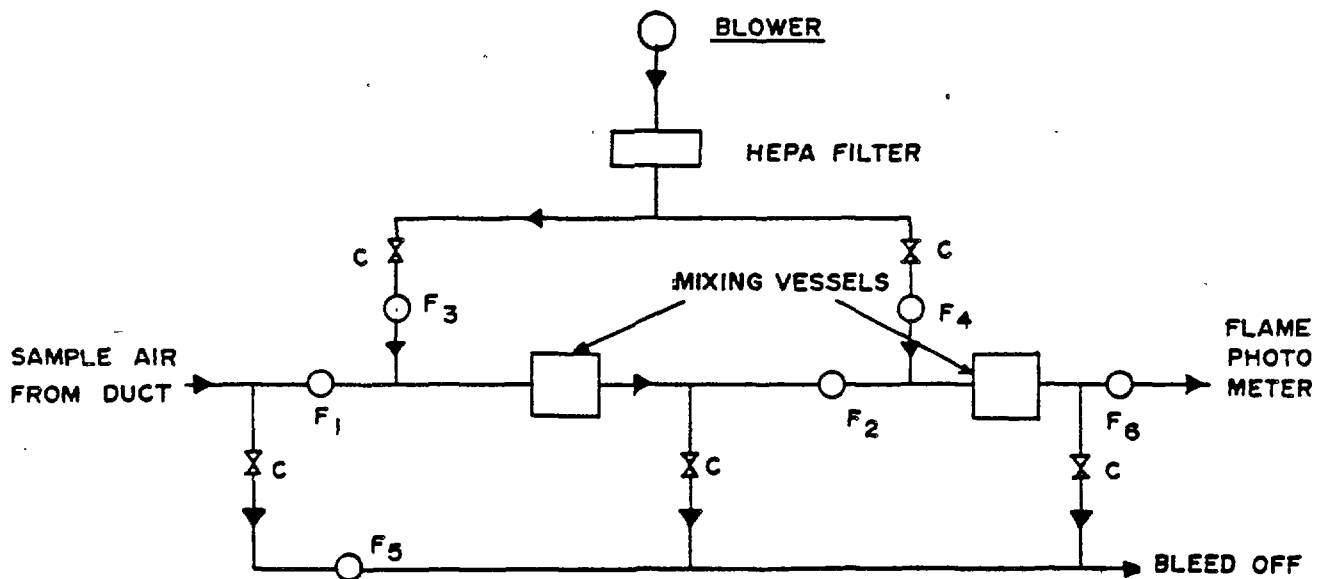 BLOWER
HEPA FILTER
C
C
MIXING VESSELS
F3
F4
SAMPLE AIR
FROM DUCT
FLAME
PHOTO
METER
F1
F2
F6
C
C
C
F5
BLEED OFF